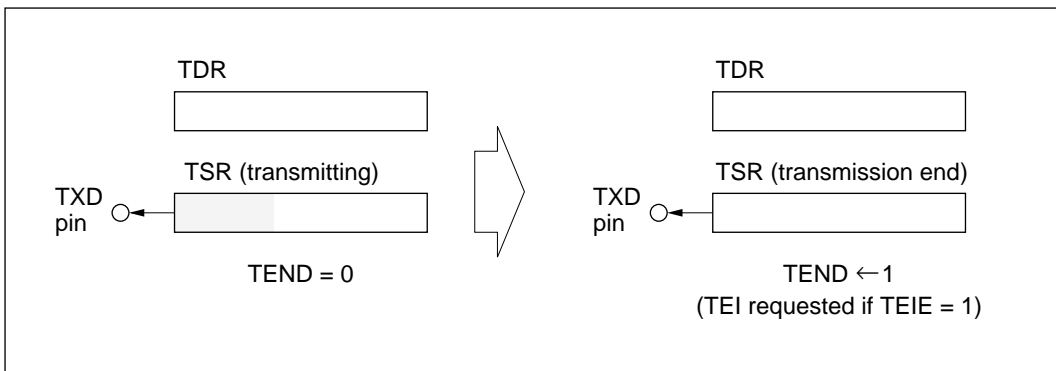 TDR
TSR (transmitting)
TXD
pin
TEND = 0
TDR
TSR (transmission end)
TXD
pin
TEND ←1
(TEI requested if TEIE = 1)